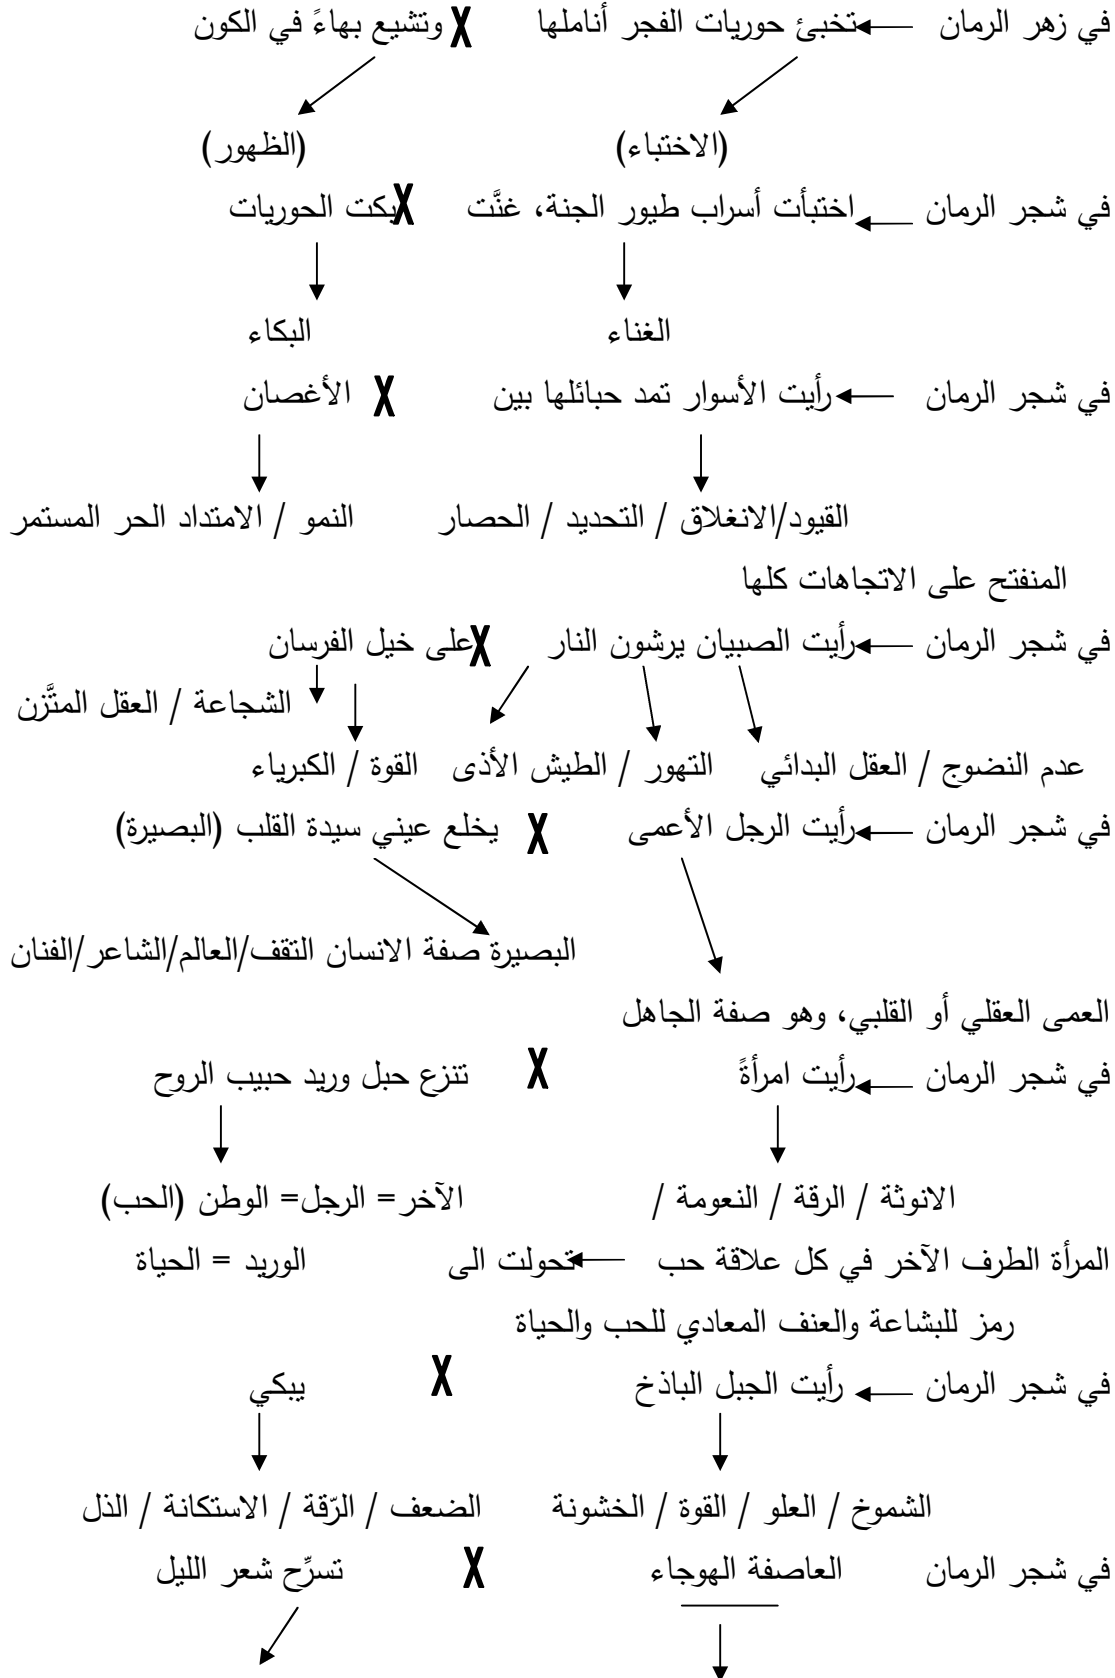 في زهر الرمان تخبئ حوريات الفجر أناملها X وتشيع بهاءً في الكون
(الاختباء) (الظهور)
في شجر الرمان اختبأت أسراب طيور الجنة، غنَّت X بكت الحوريات
الغناء البكاء
في شجر الرمان رأيت الأسوار تمد حبائلها بين X الأغصان
القيود/الانغلاق / التحديد / الحصار النمو / الامتداد الحر المستمر
المنفتح على الاتجاهات كلها
في شجر الرمان رأيت الصبيان يرشون النار X على خيل الفرسان
الشجاعة / العقل المتَّزن
عدم النضوج / العقل البدائي التهور / الطيش الأذى القوة / الكبرياء
في شجر الرمان رأيت الرجل الأعمى X يخلع عيني سيدة القلب (البصيرة)
البصيرة صفة الانسان الثقف/العالم/الشاعر/الفنان
العمى العقلي أو القلبي، وهو صفة الجاهل
في شجر الرمان رأيت امرأةً X تنزع حبل وريد حبيب الروح
الانوثة / الرقة / النعومة / الآخر= الرجل= الوطن (الحب)
المرأة الطرف الآخر في كل علاقة حب تحولت الى الوريد = الحياة
رمز للبشاعة والعنف المعادي للحب والحياة
في شجر الرمان رأيت الجبل الباذخ X يبكي
الشموخ / العلو / القوة / الخشونة الضعف / الرّقة / الاستكانة / الذل
في شجر الرمان العاصفة الهوجاء X تسرِّح شعر الليل